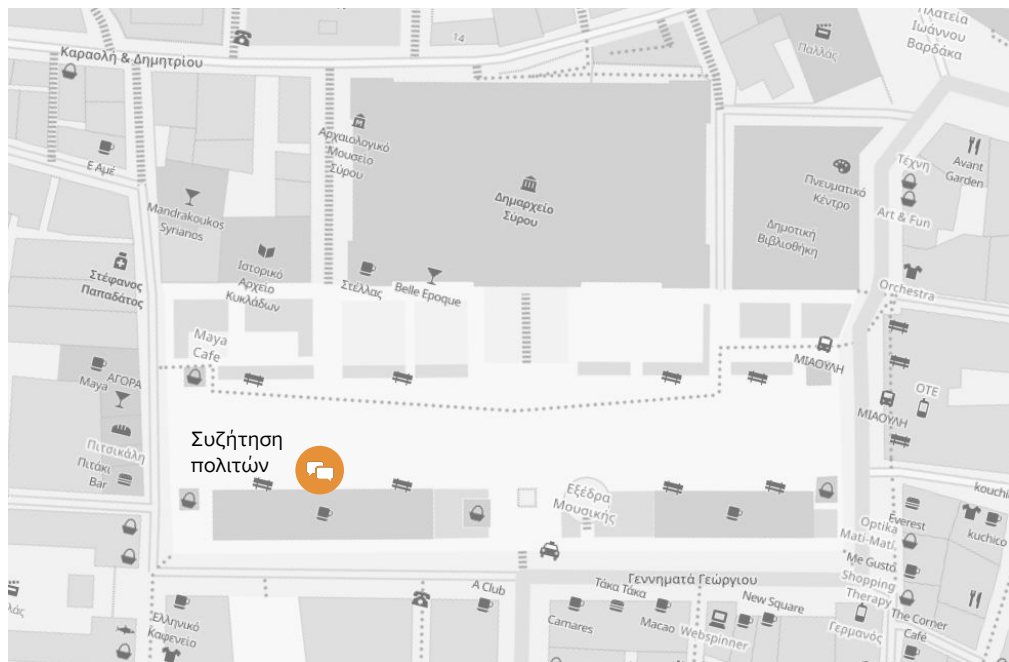 Πλατεία
Ιωάννου
Βαρδάκα
14
Παλλάς
Καραολή & Δημητρίου
Αρχαιολογικό
Μουσείο
Σύρου
Ε Αμέ
Τέχνη
Avant
Garden
Πνευματικό
Κέντρο
Δημαρχείο
Σύρου
Mandrakoukos
Syrianos
Art & Fun
Δημοτική
Βιβλιοθήκη
Ιστορικό
Αρχείο
Κυκλάδων
Στέφανος
Παπαδάτος
Στέλλας
Belle Epoque
Orchestra
Maya
Cafe
ΜΙΑΟΥΛΗ
ΑΓΟΡΑ
Maya
ΟΤΕ
ΜΙΑΟΥΛΗ
Συζήτηση
πολιτών
Πιτσικάλη
Πιτάκι
Bar
Εξέδρα
Μουσικής
kouchi
Everest
Optika
Mati-Mati,
kuchico
Me Gusto
Γεννηματά Γεώργιου
Shopping
Therapy
A Club
Τάκα Τάκα
New Square
λάς
Ελληνικό
Καφενείο
Camares
Macao
Webspinner
Γερμανός
The Corner
Café